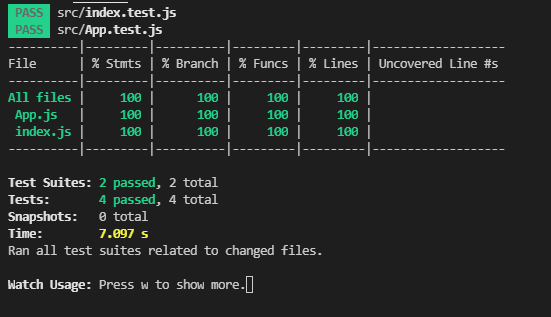 PASS  src/index.test.js
PASS  src/App.test.js
----------|---------|----------|---------|---------|-------------------
File      | % Stmts | % Branch | % Funcs | % Lines | Uncovered Line #s
----------|---------|----------|---------|---------|-------------------
All files |     100 |      100 |     100 |     100 |
 App.js   |     100 |      100 |     100 |     100 |
 index.js |     100 |      100 |     100 |     100 |
----------|---------|----------|---------|---------|-------------------
Test Suites: 2 passed, 2 total
Tests:       4 passed, 4 total
Snapshots:   0 total
Time:        7.097 s
Ran all test suites related to changed files.
Watch Usage: Press w to show more.